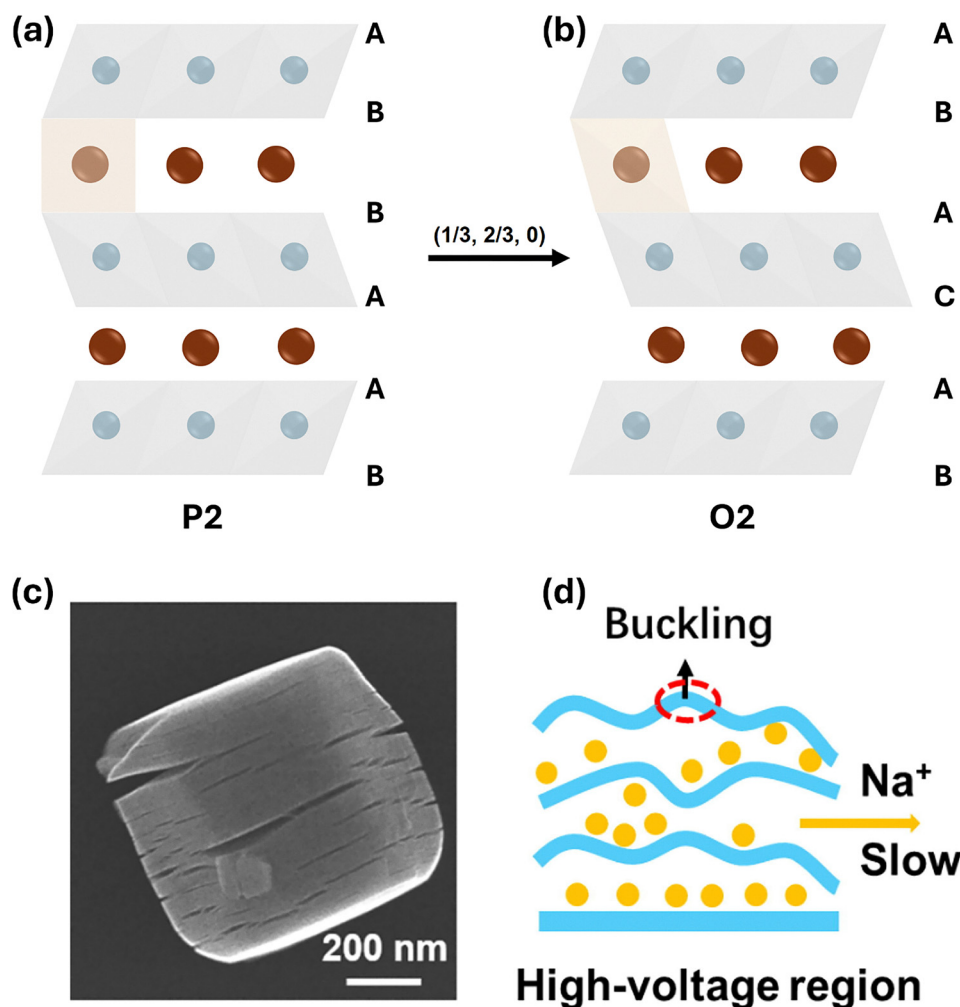 (a)
A
B
B
A
A
B
P2
(1/3, 2/3, 0)
(b)
A
B
A
C
A
B
O2
(c)
200 nm
(d)
Buckling
Na⁺
Slow
High-voltage region